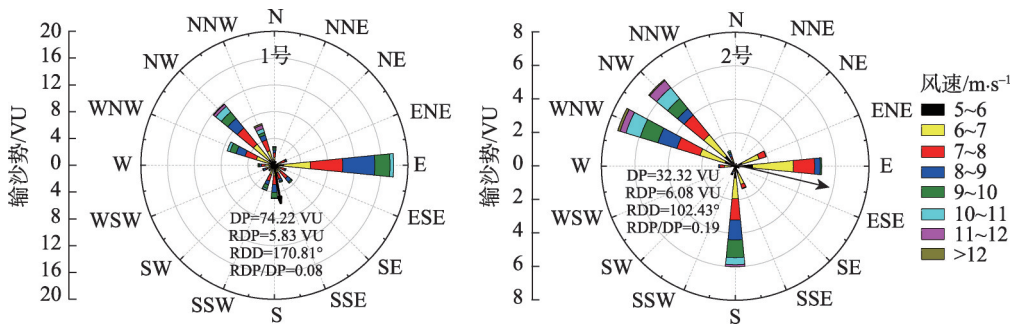 输沙势/VU
20
16
12
8
4
0
4
8
12
16
20
1号
N
NNE
NE
ENE
E
ESE
SE
SSE
S
SSW
SW
WSW
W
WNW
NW
NNW
DP=74.22 VU
RDP=5.83 VU
RDD=170.81°
RDP/DP=0.08
输沙势/VU
8
6
4
2
0
2
4
6
8
2号
N
NNE
NE
ENE
E
ESE
SE
SSE
S
SSW
SW
WSW
W
WNW
NW
NNW
DP=32.32 VU
RDP=6.08 VU
RDD=102.43°
RDP/DP=0.19
风速/m·s⁻¹
5~6
6~7
7~8
8~9
9~10
10~11
11~12
>12